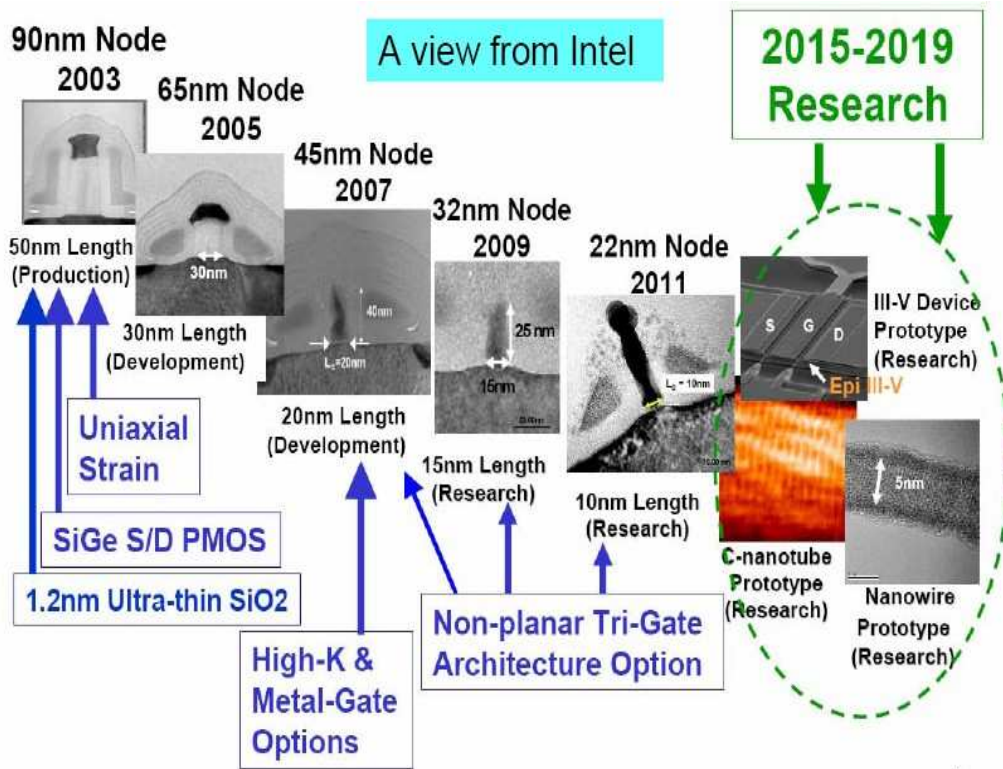 A view from Intel
90nm Node
2003
50nm Length
(Production)
65nm Node
2005
30nm
30nm Length
(Development)
45nm Node
2007
40nm
20nm Length
(Development)
32nm Node
2009
25 nm
15nm
15nm Length
(Research)
22nm Node
2011
10nm Length
(Research)
2015-2019
Research
S
G
D
Epi III-V
III-V Device
Prototype
(Research)
5nm
C-nanotube
Prototype
(Research)
Nanowire
Prototype
(Research)
Uniaxial
Strain
SiGe S/D PMOS
1.2nm Ultra-thin SiO2
High-K &
Metal-Gate
Options
Non-planar Tri-Gate
Architecture Option